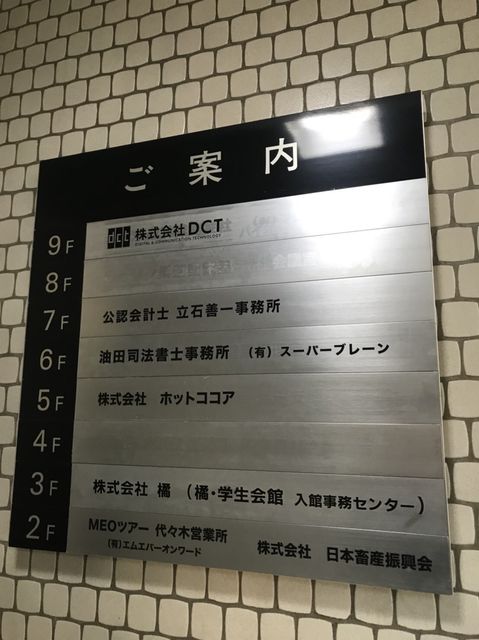 ご案内
9F dct 株式会社DCT
DIGITAL & COMMUNICATION TECHNOLOGY
8F
7F 公認会計士 立石善一事務所
6F 油田司法書士事務所 (有) スーパーブレーン
5F 株式会社 ホットココア
4F
3F 株式会社 橘 (橘・学生会館 入館事務センター)
2F MEOツアー 代々木営業所 株式会社 日本畜産振興会
(有)エムエバーオンワード